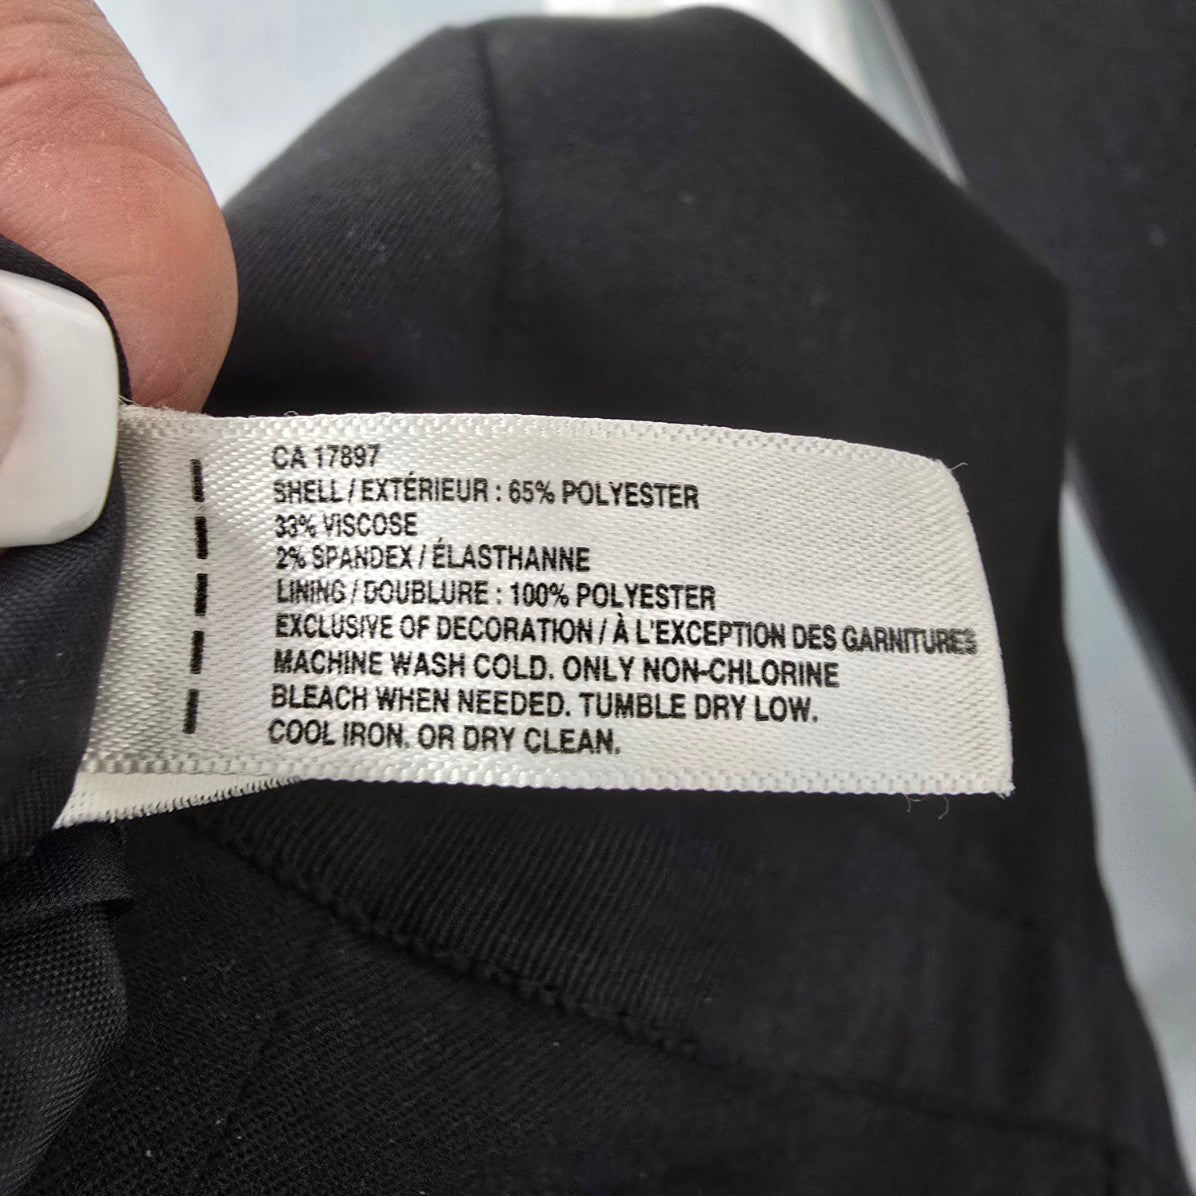 CA 17897
SHELL / EXTÉRIEUR : 65% POLYESTER
33% VISCOSE
2% SPANDEX / ÉLASTHANNE
LINING / DOUBLURE : 100% POLYESTER
EXCLUSIVE OF DECORATION / À L'EXCEPTION DES GARNITURES
MACHINE WASH COLD. ONLY NON-CHLORINE
BLEACH WHEN NEEDED. TUMBLE DRY LOW.
COOL IRON. OR DRY CLEAN.